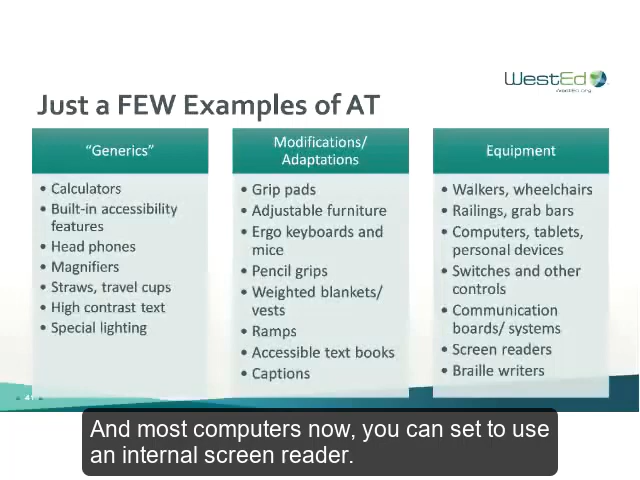 WestEd
WestEd.org
Just a FEW Examples of AT
“Generics”
• Calculators
• Built-in accessibility
features
• Head phones
• Magnifiers
• Straws, travel cups
• High contrast text
• Special lighting
Modifications/
Adaptations
• Grip pads
• Adjustable furniture
• Ergo keyboards and
mice
• Pencil grips
• Weighted blankets/
vests
• Ramps
• Accessible text books
• Captions
Equipment
• Walkers, wheelchairs
• Railings, grab bars
• Computers, tablets,
personal devices
• Switches and other
controls
• Communication
boards/ systems
• Screen readers
• Braille writers
And most computers now, you can set to use
an internal screen reader.